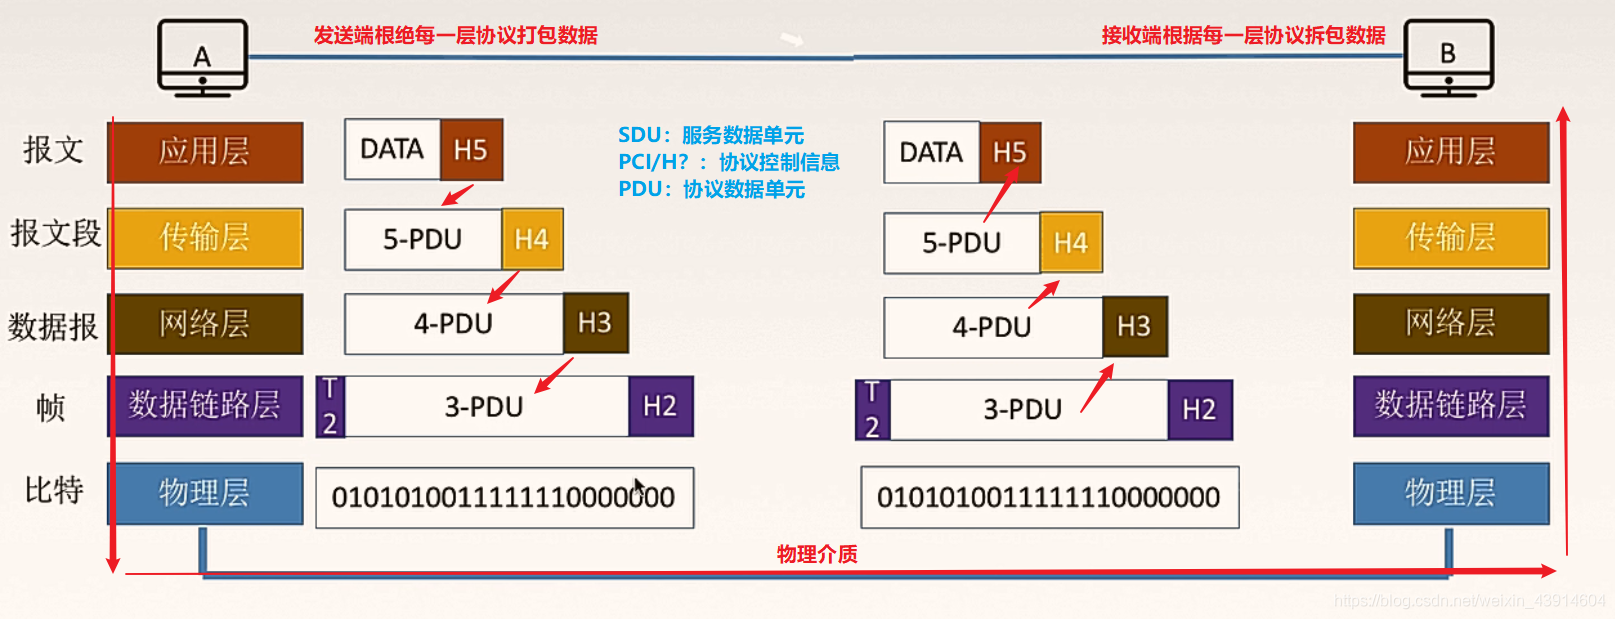 发送端根绝每一层协议打包数据
接收端根据每一层协议拆包数据
A
B
报文
应用层
DATA
H5
SDU：服务数据单元
PCI/H？：协议控制信息
PDU：协议数据单元
DATA
H5
应用层
报文段
传输层
5-PDU
H4
5-PDU
H4
传输层
数据报
网络层
4-PDU
H3
4-PDU
H3
网络层
帧
数据链路层
T2
3-PDU
H2
T2
3-PDU
H2
数据链路层
比特
物理层
0101010011111110000000
0101010011111110000000
物理层
物理介质
https://blog.csdn.net/weixin_43914604